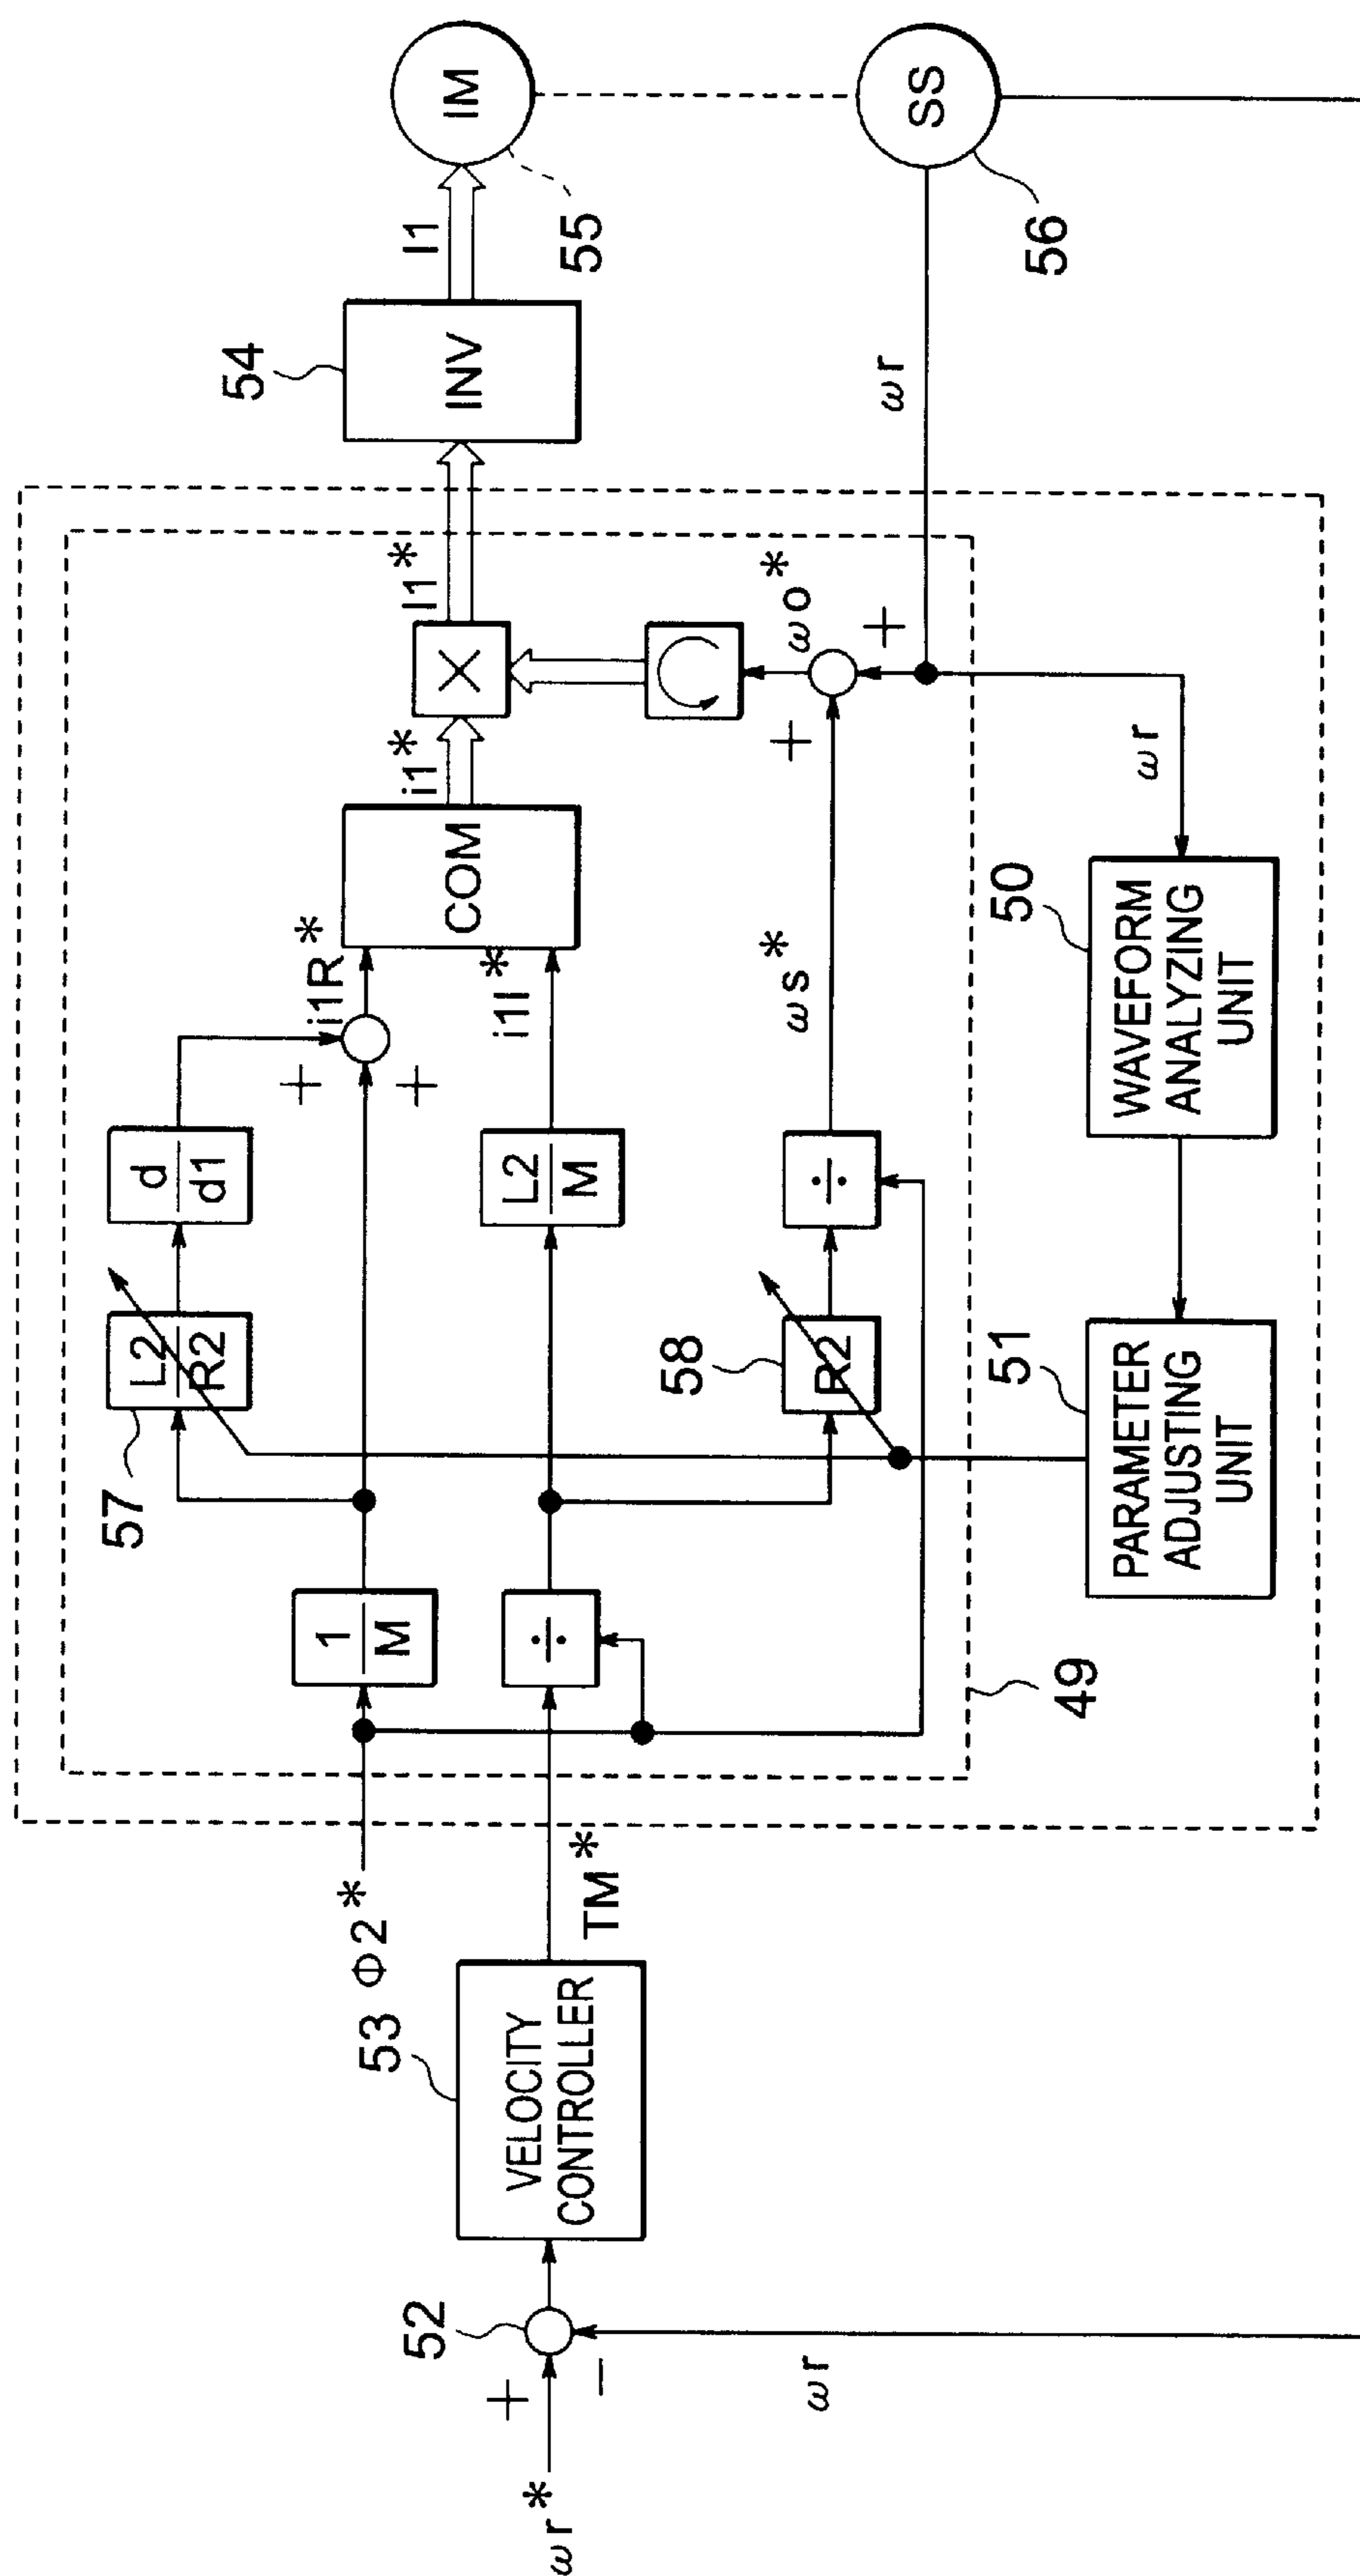 ωr*
+
−
ωr
52
53
VELOCITY
CONTROLLER
Φ2*
TM*
49
1
M
÷
57
L2
R2
d
d1
+
+
i1R*
L2
M
i1I*
58
R2
÷
ωs*
COM
i1*
×
I1*
+
ωo*
+
ωr
51
PARAMETER
ADJUSTING
UNIT
50
WAVEFORM
ANALYZING
UNIT
ωr
54
INV
I1
IM
55
SS
56